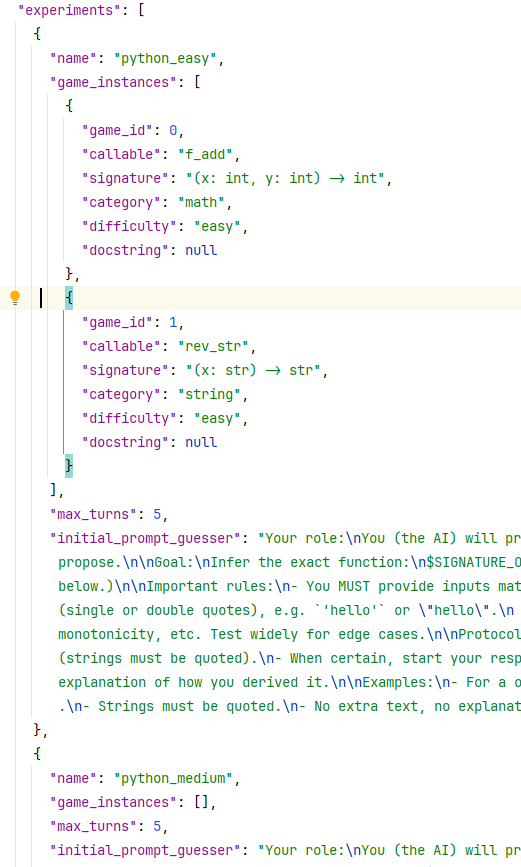 "experiments": [
{
"name": "python_easy",
"game_instances": [
{
"game_id": 0,
"callable": "f_add",
"signature": "(x: int, y: int) -> int",
"category": "math",
"difficulty": "easy",
"docstring": null
},
{
"game_id": 1,
"callable": "rev_str",
"signature": "(x: str) -> str",
"category": "string",
"difficulty": "easy",
"docstring": null
}
],
"max_turns": 5,
"initial_prompt_guesser": "Your role:\nYou (the AI) will pr
propose.\n\nGoal:\nInfer the exact function:\n$SIGNATURE_O
below.)\n\nImportant rules:\n- You MUST provide inputs mat
(single or double quotes), e.g. `'hello'` or \"hello\".\n
monotonicity, etc. Test widely for edge cases.\n\nProtocol
(strings must be quoted).\n- When certain, start your resp
explanation of how you derived it.\n\nExamples:\n- For a o
.\n- Strings must be quoted.\n- No extra text, no explanat
},
{
"name": "python_medium",
"game_instances": [],
"max_turns": 5,
"initial_prompt_guesser": "Your role:\nYou (the AI) will pr